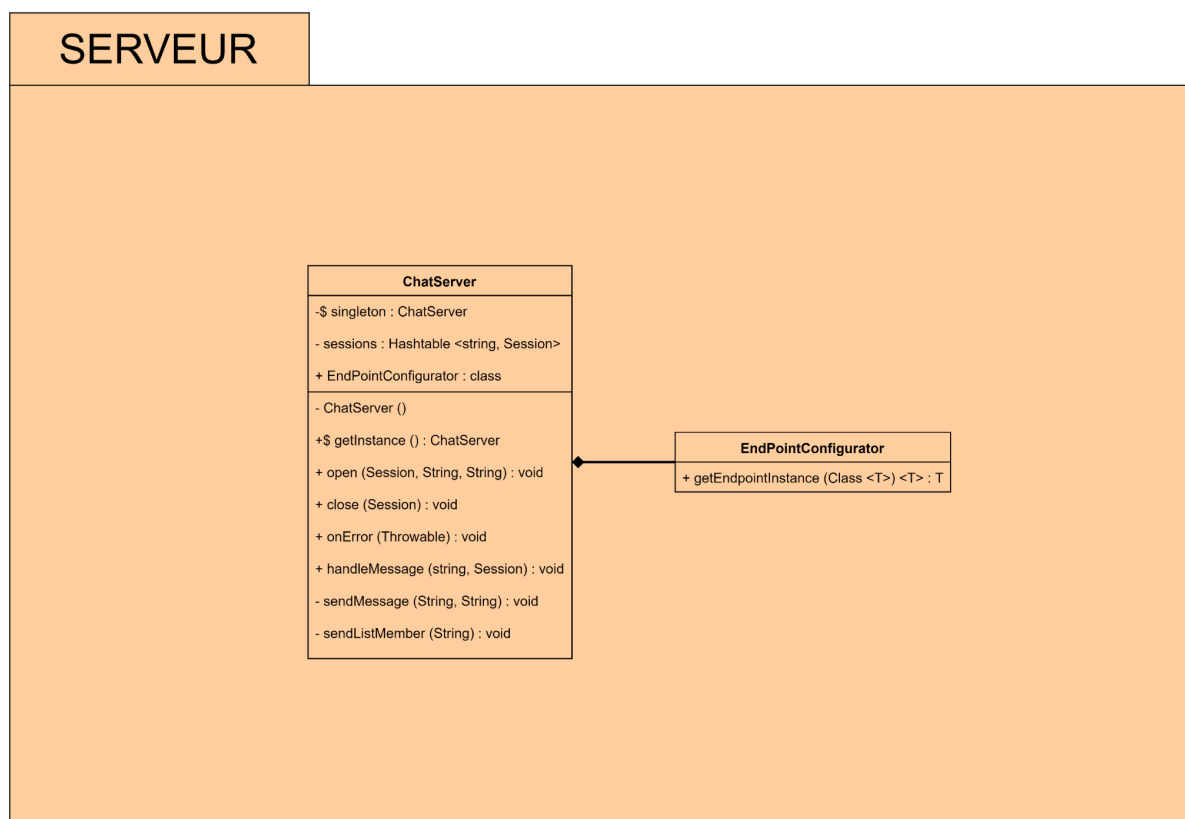 SERVEUR
ChatServer
-$ singleton : ChatServer
- sessions : Hashtable <string, Session>
+ EndPointConfigurator : class
- ChatServer ()
+$ getInstance () : ChatServer
+ open (Session, String, String) : void
+ close (Session) : void
+ onError (Throwable) : void
+ handleMessage (string, Session) : void
- sendMessage (String, String) : void
- sendListMember (String) : void
EndPointConfigurator
+ getEndpointInstance (Class <T>) <T> : T